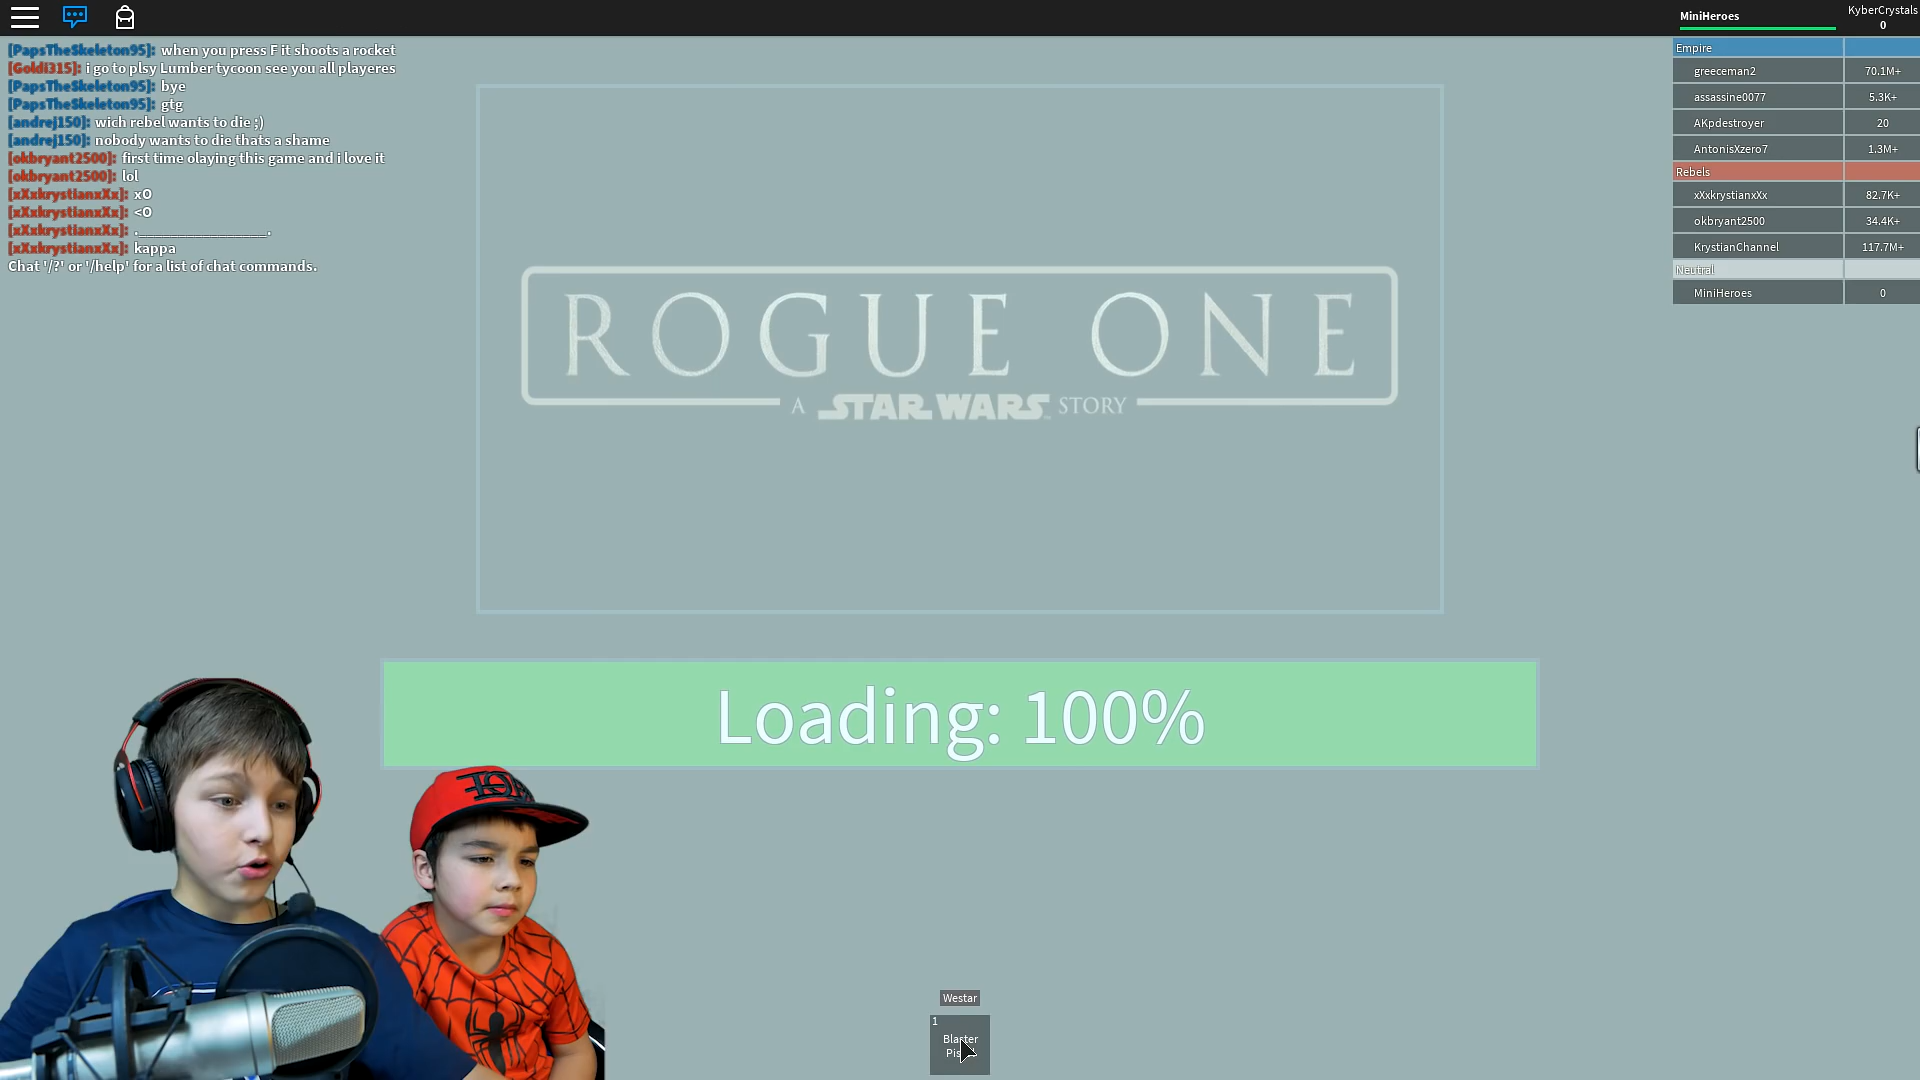 MiniHeroes
KyberCrystals
0
[PapsTheSkeleton95]: when you press F it shoots a rocket
[Goldi315]: i go to plsy Lumber tycoon see you all playeres
[PapsTheSkeleton95]: bye
[PapsTheSkeleton95]: gtg
[andrej150]: wich rebel wants to die ;)
[andrej150]: nobody wants to die thats a shame
[okbryant2500]: first time olaying this game and i love it
[okbryant2500]: lol
[xXxkrystianxXx]: xO
[xXxkrystianxXx]: <O
[xXxkrystianxXx]: ._________________.
[xXxkrystianxXx]: kappa
Chat '/?' or '/help' for a list of chat commands.
Empire
greeceman2 70.1M+
assassine0077 5.3K+
AKpdestroyer 20
AntonisXzero7 1.3M+
Rebels
xXxkrystianxXx 82.7K+
okbryant2500 34.4K+
KrystianChannel 117.7M+
Neutral
MiniHeroes 0
ROGUE ONE
A STAR WARS STORY
Loading: 100%
Westar
1
Blaster